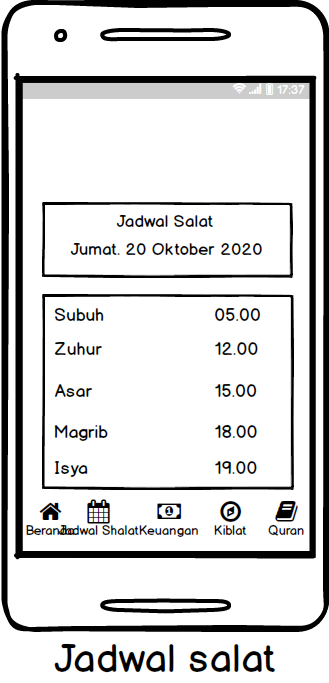 17:37
Jadwal Salat
Jumat. 20 Oktober 2020
Subuh 05.00
Zuhur 12.00
Asar 15.00
Magrib 18.00
Isya 19.00
Beranda Jadwal Shalat Keuangan Kiblat Quran
Jadwal salat